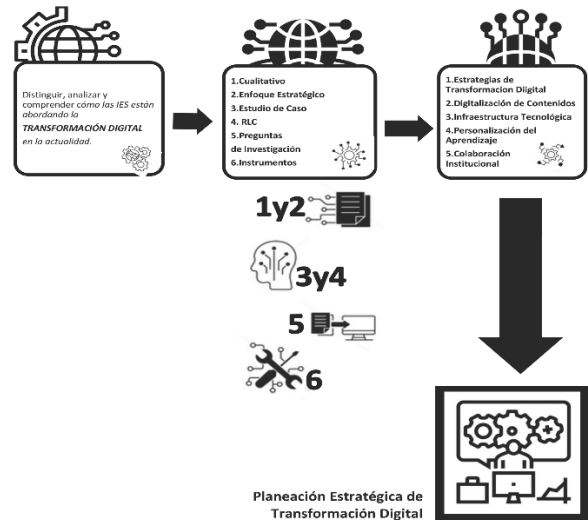 Distinguir, analizar y
comprender cómo las IES están
abordando la
TRANSFORMACIÓN DIGITAL
en la actualidad.
1.Cualitativo
2.Enfoque Estratégico
3.Estudio de Caso
4. RLC
5.Preguntas
de Investigación
6.Instrumentos
1.Estrategias de
Transformacion Diigital
2.Digitalización de Contenidos
3.Infraestructura Tecnológica
4.Personalización del
Aprendizaje
5.Colaboración
Institucional
1y2
3y4
5
6
Planeación Estratégica de
Transformación Digital